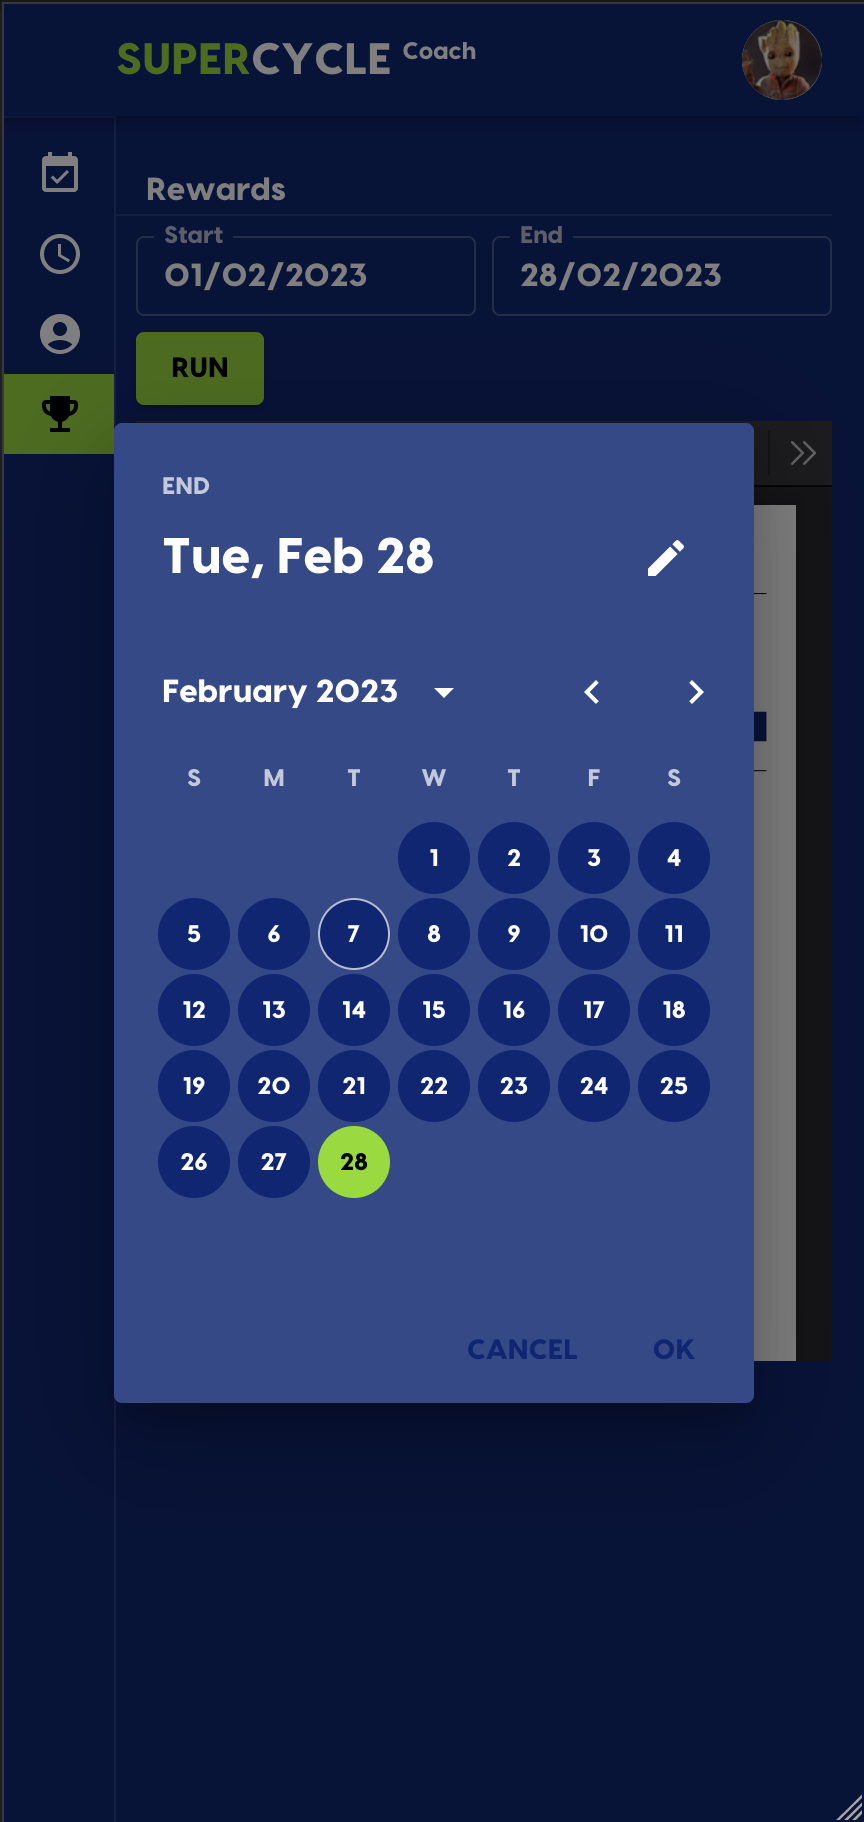 SUPERCYCLE Coach
Rewards
Start
End
01/02/2023
28/02/2023
RUN
END
Tue, Feb 28
February 2023
S M T W T F S
1 2 3 4
5 6 7 8 9 10 11
12 13 14 15 16 17 18
19 20 21 22 23 24 25
26 27 28
CANCEL OK